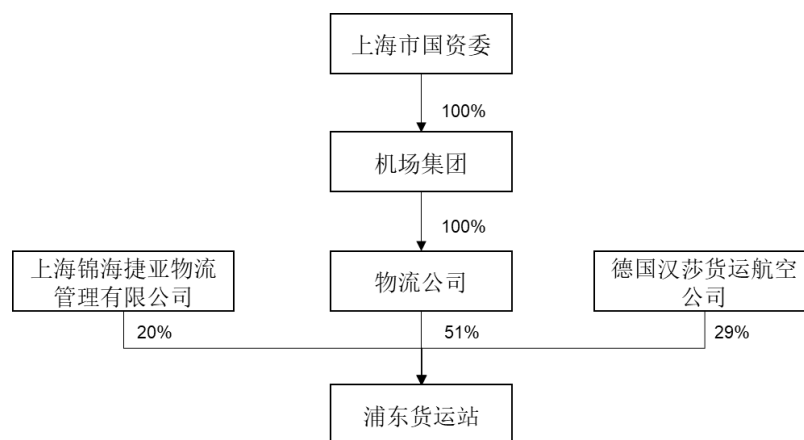 上海市国资委
100%
机场集团
100%
上海锦海捷亚物流
管理有限公司
物流公司
德国汉莎货运航空
公司
20%
51%
29%
浦东货运站